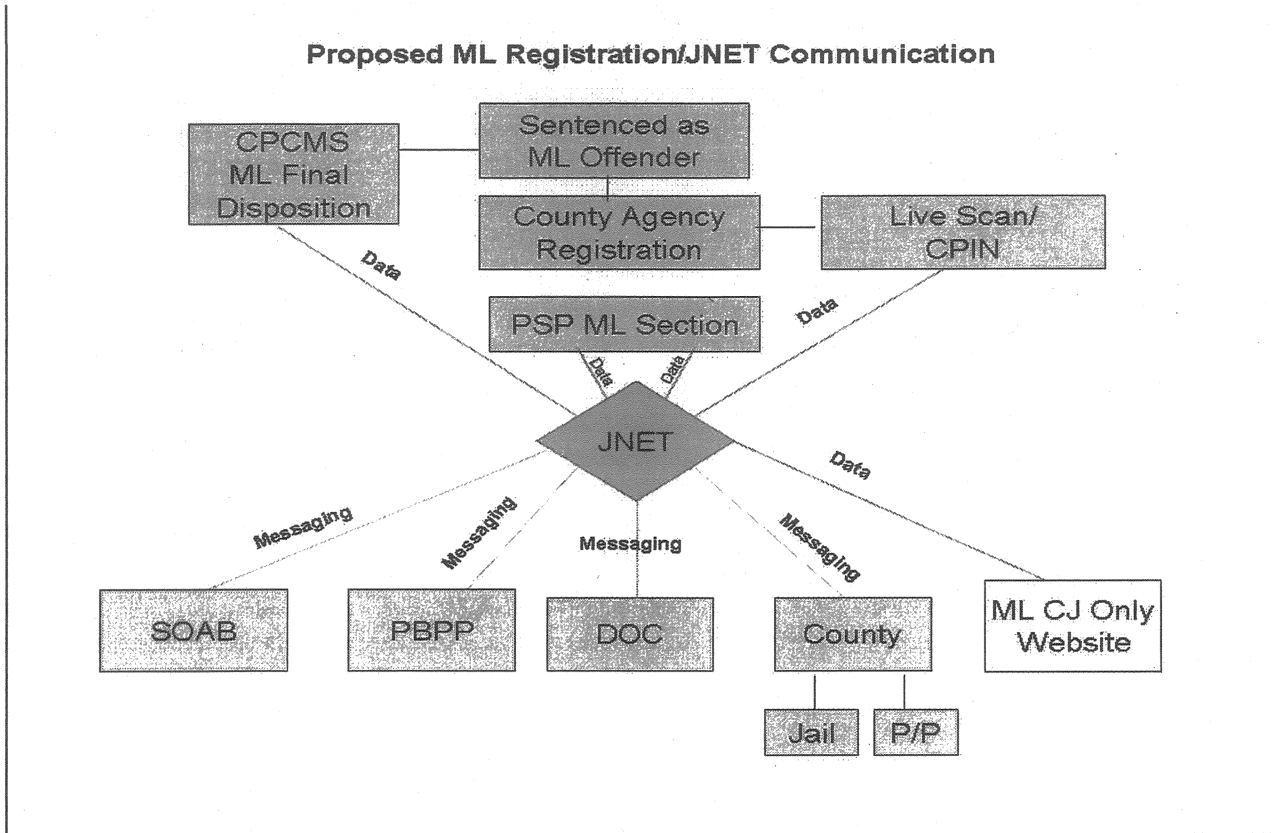 Proposed ML Registration/JNET Communication
Sentenced as
ML Offender
CPCMS
ML Final
Disposition
County Agency
Registration
Live Scan/
CPIN
Data
PSP ML Section
Data
Data
Data
JNET
Data
Messaging
Messaging
Messaging
Messaging
SOAB
PBPP
DOC
County
ML CJ Only
Website
Jail
P/P